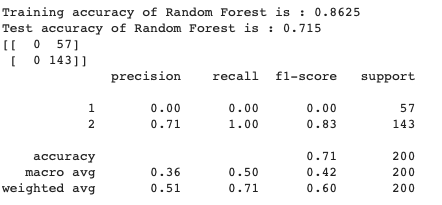 Training accuracy of Random Forest is : 0.8625
Test accuracy of Random Forest is : 0.715
[[ 0 57]
[ 0 143]]
precision recall f1-score support
1 0.00 0.00 0.00 57
2 0.71 1.00 0.83 143
accuracy 0.71 200
macro avg 0.36 0.50 0.42 200
weighted avg 0.51 0.71 0.60 200